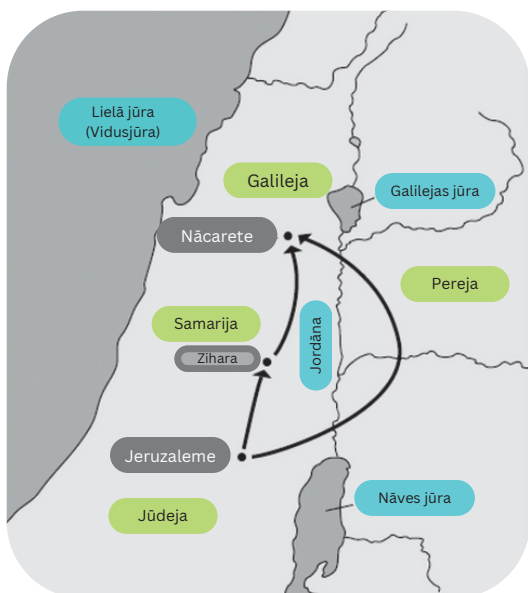 Lielā jūra
(Vidusjūra)
Galileja
Galilejas jūra
Nācarete
Pereja
Samarija
Zihara
Jordāna
Jeruzaleme
Nāves jūra
Jūdeja